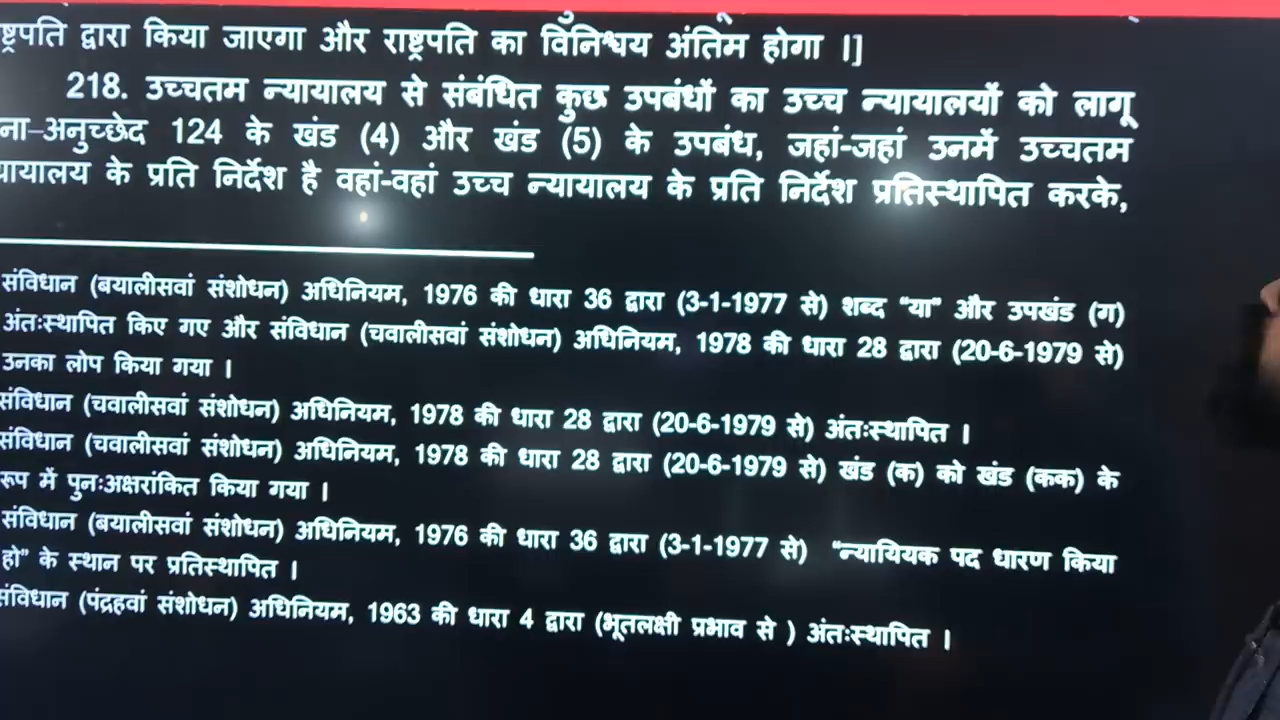 ष्ट्रपति द्वारा किया जाएगा और राष्ट्रपति का विनिश्चय अंतिम होगा ।]
218. उच्चतम न्यायालय से संबंधित कुछ उपबंधों का उच्च न्यायालयों को लागू
ना–अनुच्छेद 124 के खंड (4) और खंड (5) के उपबंध, जहां-जहां उनमें उच्चतम
यायालय के प्रति निर्देश है वहां-वहां उच्च न्यायालय के प्रति निर्देश प्रतिस्थापित करके,
संविधान (बयालीसवां संशोधन) अधिनियम, 1976 की धारा 36 द्वारा (3-1-1977 से) शब्द “या” और उपखंड (ग)
अंतःस्थापित किए गए और संविधान (चवालीसवां संशोधन) अधिनियम, 1978 की धारा 28 द्वारा (20-6-1979 से)
उनका लोप किया गया ।
संविधान (चवालीसवां संशोधन) अधिनियम, 1978 की धारा 28 द्वारा (20-6-1979 से) अंतःस्थापित ।
संविधान (चवालीसवां संशोधन) अधिनियम, 1978 की धारा 28 द्वारा (20-6-1979 से) खंड (क) को खंड (कक) के
रूप में पुनःअक्षरांकित किया गया ।
संविधान (बयालीसवां संशोधन) अधिनियम, 1976 की धारा 36 द्वारा (3-1-1977 से) “न्यायियक पद धारण किया
हो” के स्थान पर प्रतिस्थापित ।
संविधान (पंद्रहवां संशोधन) अधिनियम, 1963 की धारा 4 द्वारा (भूतलक्षी प्रभाव से ) अंतःस्थापित ।